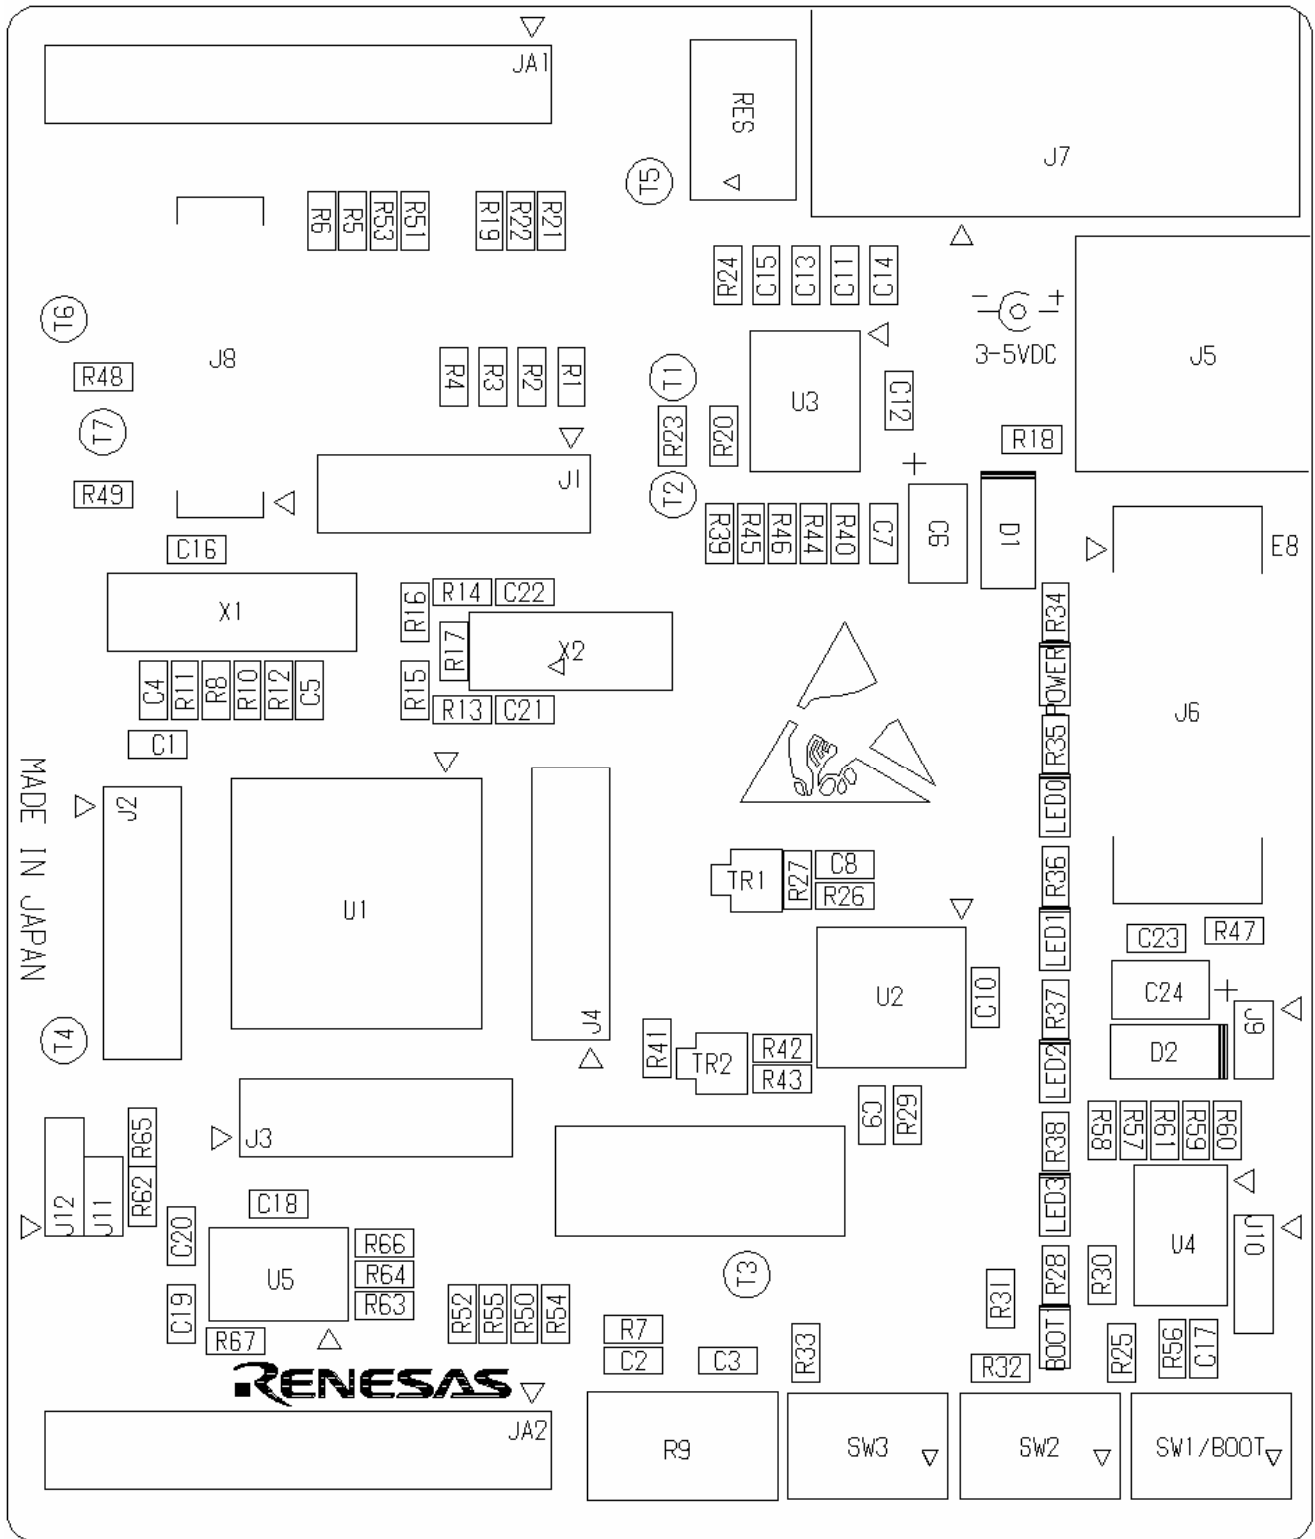 JA1
RES
J7
T5
R6
R5
R53
R51
R19
R22
R21
R24
C15
C13
C11
C14
T6
J8
- +
3-5VDC
J5
R48
R4
R3
R2
R1
T1
U3
C12
T7
R23
R20
R18
R49
J1
T2
+
C16
R39
R45
R46
R44
R40
C7
C6
D1
E8
X1
R16
R14
C22
R17
X2
R34
C4
R11
R8
R10
R12
C5
R15
R13
C21
POWER
J6
C1
R35
MADE IN JAPAN
J2
LED0
U1
TR1
R27
C8
R26
R36
LED1
C23
R47
U2
C10
C24
+
J9
T4
J4
R41
TR2
R42
R43
R37
D2
LED2
C9
R29
J3
R65
R62
J12
J11
R38
R58
R57
R61
R59
R60
C18
LED3
C20
U5
R66
R64
R63
T3
U4
J10
C19
R67
R52
R55
R50
R54
R7
C2
C3
R33
R31
R28
R30
BOOT
R32
R25
R56
C17
RENESAS
JA2
R9
SW3
SW2
SW1/BOOT